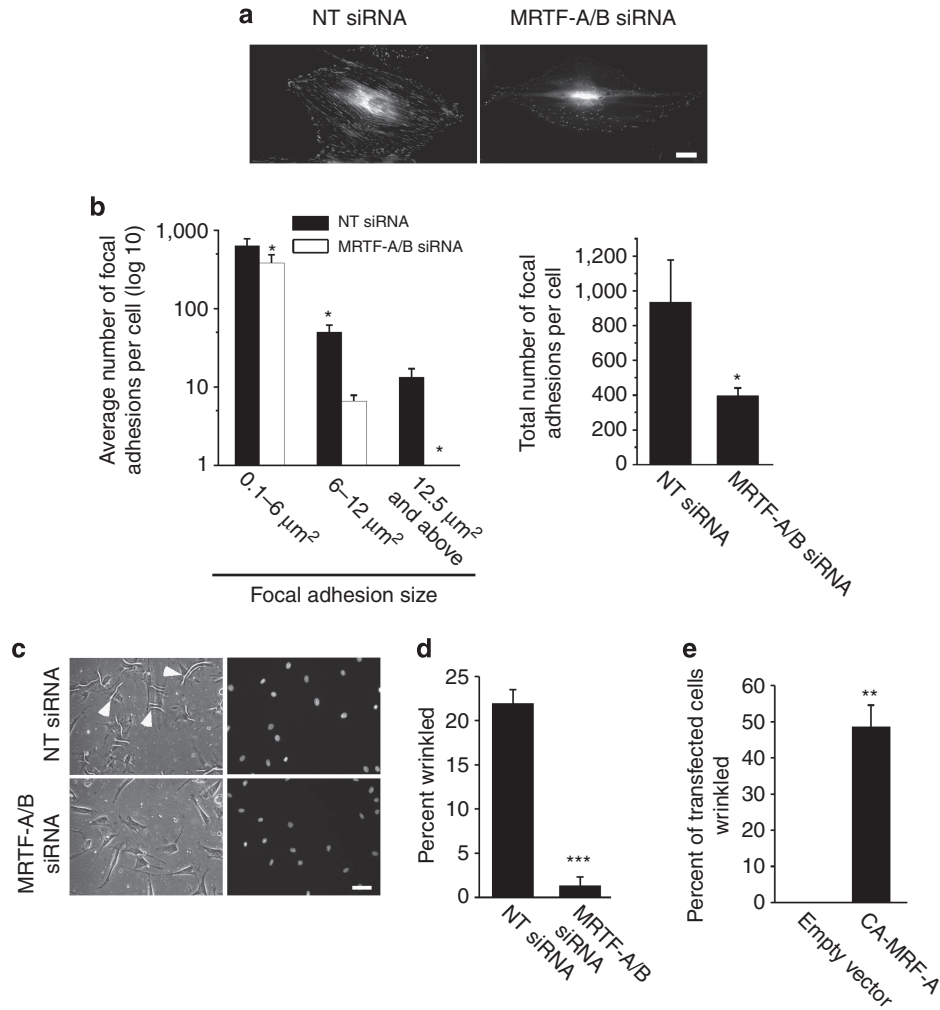 a
NT siRNA
MRTF-A/B siRNA
b
Average number of focal
adhesions per cell (log 10)
1,000
100
10
1
NT siRNA
MRTF-A/B siRNA
*
*
*
0.1–6 μm²
6–12 μm²
12.5 μm²
and above
Focal adhesion size
Total number of focal
adhesions per cell
1,200
1,000
800
600
400
200
0
*
NT siRNA
MRTF-A/B siRNA
c
NT siRNA
MRTF-A/B
siRNA
d
Percent wrinkled
25
20
15
10
5
0
***
NT siRNA
MRTF-A/B
siRNA
e
Percent of transfected cells
wrinkled
60
50
40
30
20
10
0
**
Empty vector
CA-MRF-A